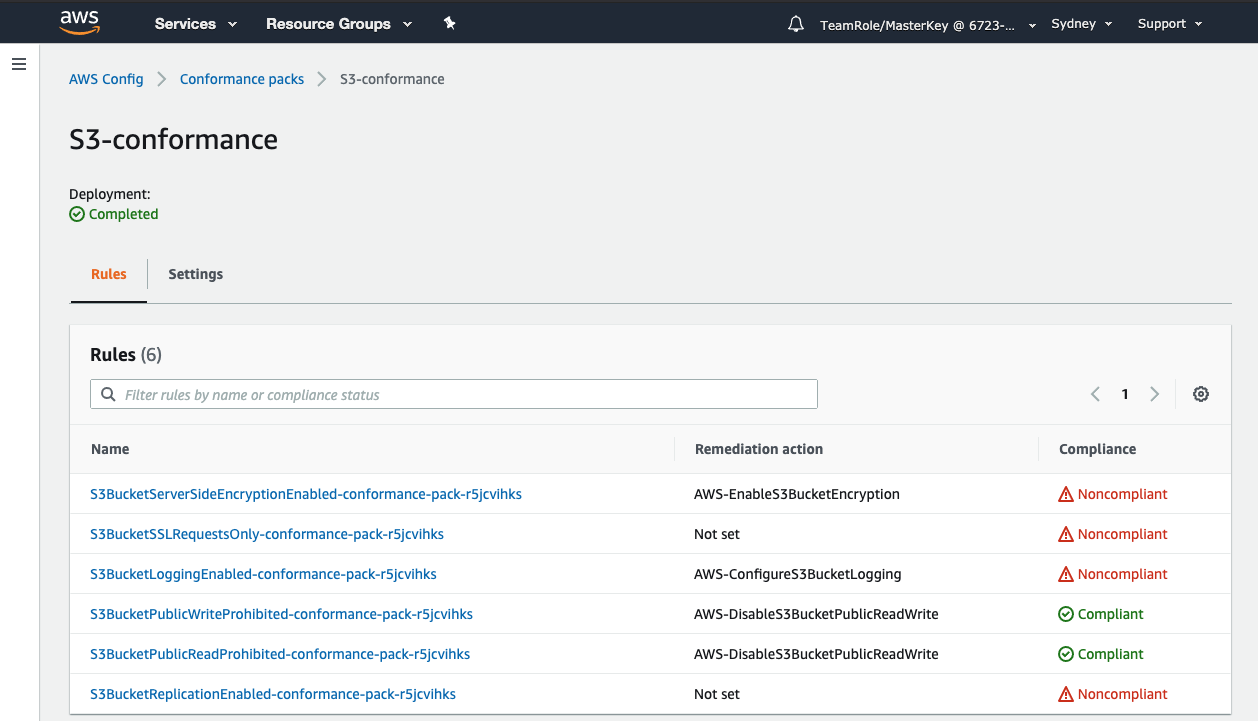 aws Services Resource Groups TeamRole/MasterKey @ 6723-... Sydney Support
AWS Config Conformance packs S3-conformance
S3-conformance
Deployment:
Completed
Rules Settings
Rules (6)
Filter rules by name or compliance status 1
Name Remediation action Compliance
S3BucketServerSideEncryptionEnabled-conformance-pack-r5jcvihks AWS-EnableS3BucketEncryption Noncompliant
S3BucketSSLRequestsOnly-conformance-pack-r5jcvihks Not set Noncompliant
S3BucketLoggingEnabled-conformance-pack-r5jcvihks AWS-ConfigureS3BucketLogging Noncompliant
S3BucketPublicWriteProhibited-conformance-pack-r5jcvihks AWS-DisableS3BucketPublicReadWrite Compliant
S3BucketPublicReadProhibited-conformance-pack-r5jcvihks AWS-DisableS3BucketPublicReadWrite Compliant
S3BucketReplicationEnabled-conformance-pack-r5jcvihks Not set Noncompliant